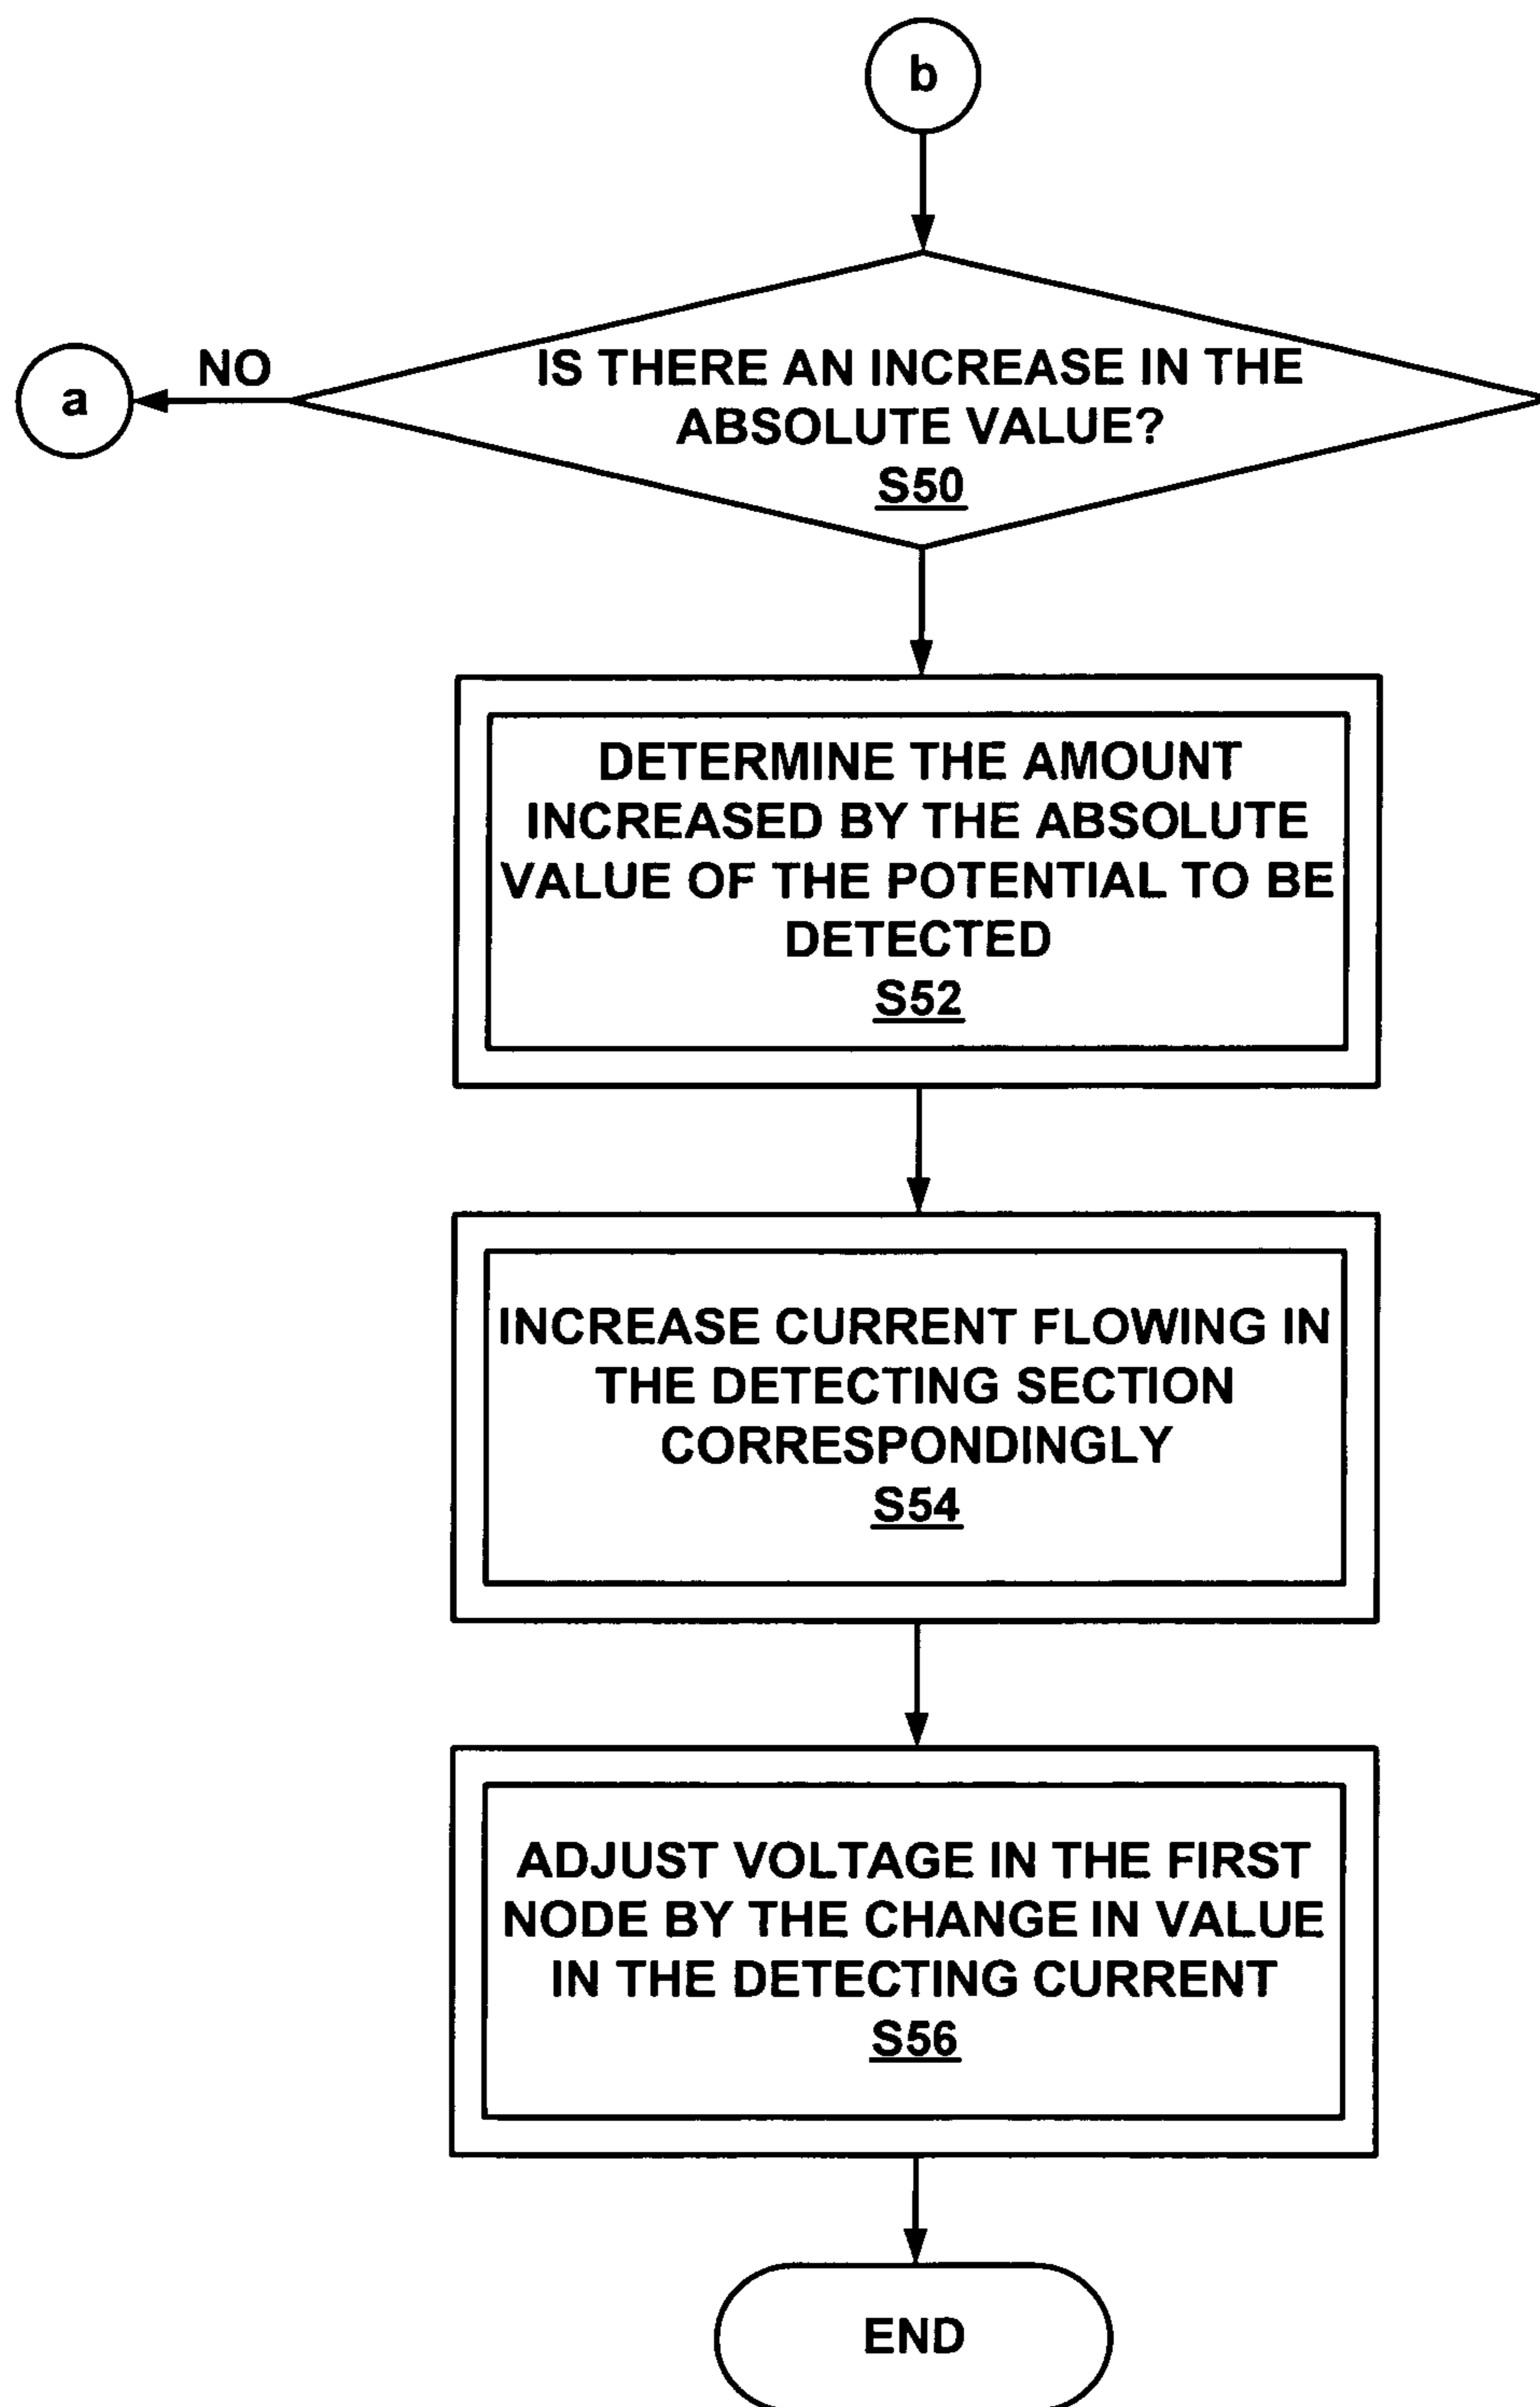 b
NO
a
IS THERE AN INCREASE IN THE
ABSOLUTE VALUE?
S50
DETERMINE THE AMOUNT
INCREASED BY THE ABSOLUTE
VALUE OF THE POTENTIAL TO BE
DETECTED
S52
INCREASE CURRENT FLOWING IN
THE DETECTING SECTION
CORRESPONDINGLY
S54
ADJUST VOLTAGE IN THE FIRST
NODE BY THE CHANGE IN VALUE
IN THE DETECTING CURRENT
S56
END